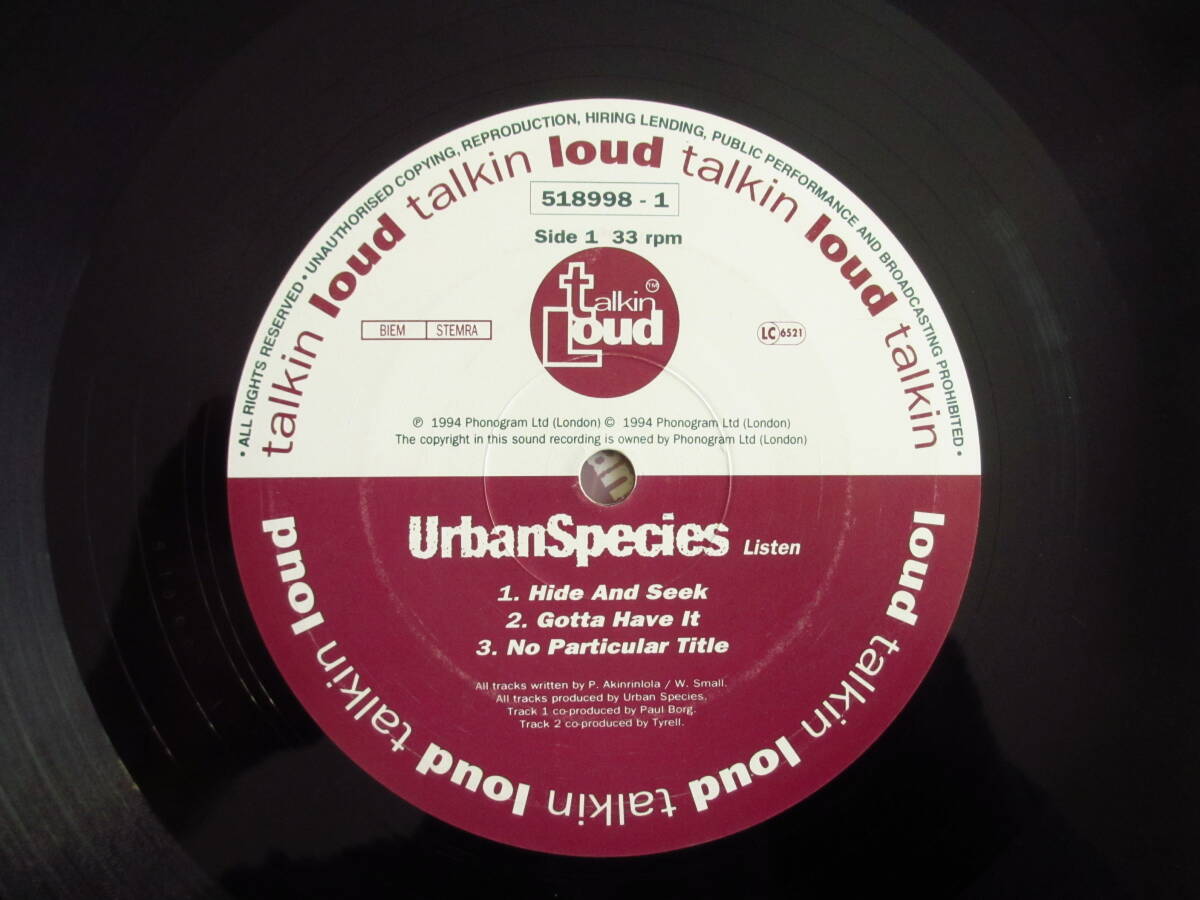 • ALL RIGHTS RESERVED • UNAUTHORISED COPYING, REPRODUCTION, HIRING LENDING, PUBLIC PERFORMANCE AND BROADCASTING PROHIBITED •
talkin loud talkin loud talkin loud talkin loud talkin loud talkin loud talkin loud
518998 - 1
Side 1 33 rpm
talkin Loud TM
BIEM STEMRA
LC 6521
℗ 1994 Phonogram Ltd (London) © 1994 Phonogram Ltd (London)
The copyright in this sound recording is owned by Phonogram Ltd (London)
UrbanSpecies Listen
1. Hide And Seek
2. Gotta Have It
3. No Particular Title
All tracks written by P. Akinrinlola / W. Small.
All tracks produced by Urban Species.
Track 1 co-produced by Paul Borg.
Track 2 co-produced by Tyrell.